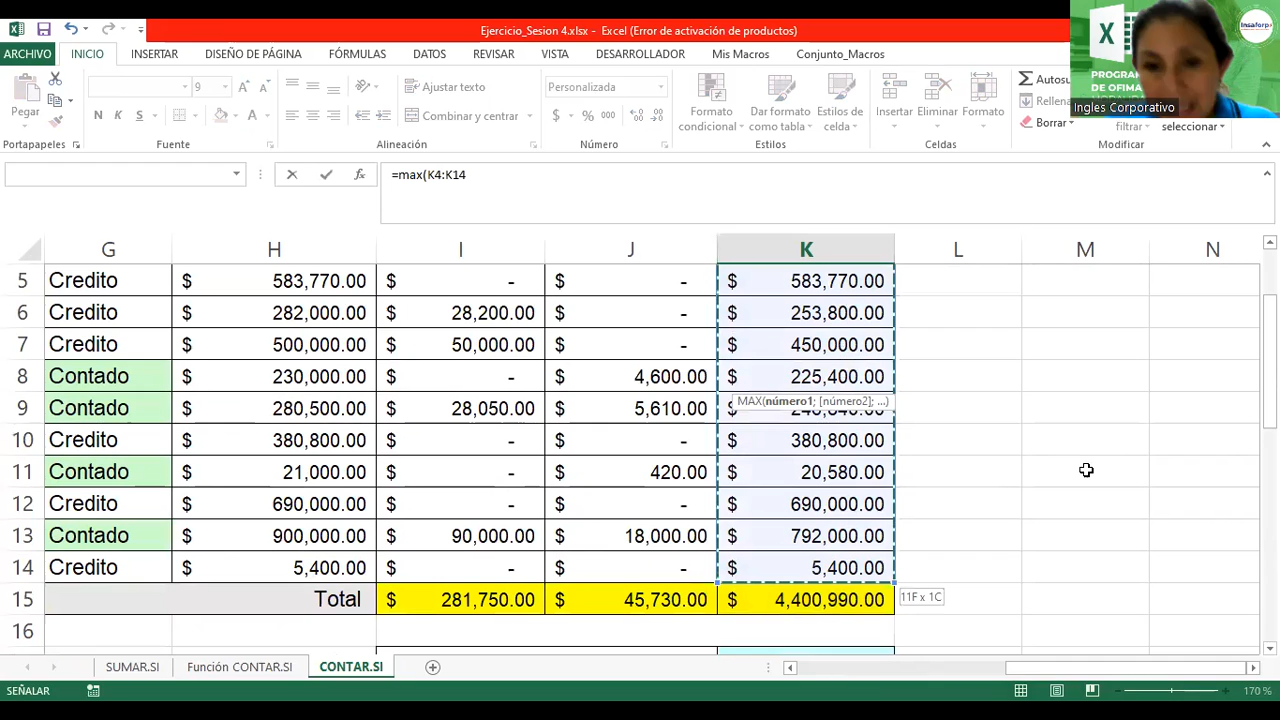 Ejercicio_Sesion 4.xlsx - Excel (Error de activación de productos)
ARCHIVO INICIO INSERTAR DISEÑO DE PÁGINA FÓRMULAS DATOS REVISAR VISTA DESARROLLADOR Mis Macros Conjunto_Macros
Insaforp
X
PROGRAM
DE OFIMA
Ingles Corporativo
Pegar
N K S
A A
Ajustar texto
Combinar y centrar
Personalizada
$ % 000
Formato condicional
Dar formato como tabla
Estilos de celda
Insertar
Eliminar
Formato
Σ Autosu
Rellena
Borrar
filtrar
seleccionar
Portapapeles Fuente Alineación Número Estilos Celdas Modificar
fx =max(K4:K14
G H I J K L M N
5 Credito $ 583,770.00 $ - $ - $ 583,770.00
6 Credito $ 282,000.00 $ 28,200.00 $ - $ 253,800.00
7 Credito $ 500,000.00 $ 50,000.00 $ - $ 450,000.00
8 Contado $ 230,000.00 $ - $ 4,600.00 $ 225,400.00
MAX(número1; [número2]; ...)
9 Contado $ 280,500.00 $ 28,050.00 $ 5,610.00 $
10 Credito $ 380,800.00 $ - $ - $ 380,800.00
11 Contado $ 21,000.00 $ - $ 420.00 $ 20,580.00
12 Credito $ 690,000.00 $ - $ - $ 690,000.00
13 Contado $ 900,000.00 $ 90,000.00 $ 18,000.00 $ 792,000.00
14 Credito $ 5,400.00 $ - $ - $ 5,400.00
15 Total $ 281,750.00 $ 45,730.00 $ 4,400,990.00 11F x 1C
16
SUMAR.SI Función CONTAR.SI CONTAR.SI
SEÑALAR 170 %